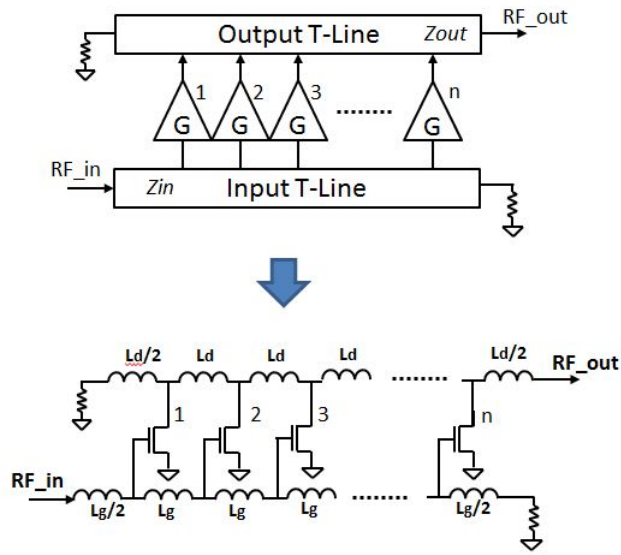 Output T-Line Zout RF_out
1 2 3 n
G G G ........ G
RF_in Zin Input T-Line
Ld/2 Ld Ld Ld Ld/2 RF_out
........
1 2 3 n
RF_in
Lg/2 Lg Lg Lg ........ Lg/2